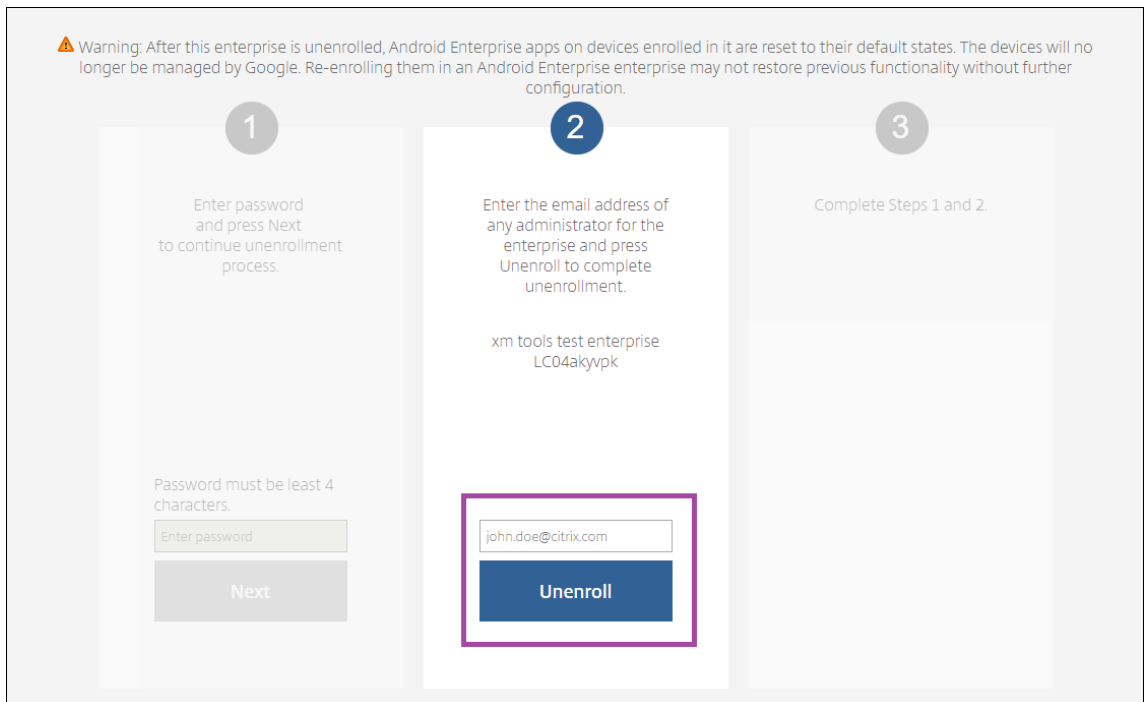 Warning: After this enterprise is unenrolled, Android Enterprise apps on devices enrolled in it are reset to their default states. The devices will no
longer be managed by Google. Re-enrolling them in an Android Enterprise enterprise may not restore previous functionality without further
configuration.
1
Enter password
and press Next
to continue unenrollment
process.
Password must be least 4
characters.
Enter password
Next
2
Enter the email address of
any administrator for the
enterprise and press
Unenroll to complete
unenrollment.
xm tools test enterprise
LC04akyvpk
john.doe@citrix.com
Unenroll
3
Complete Steps 1 and 2.